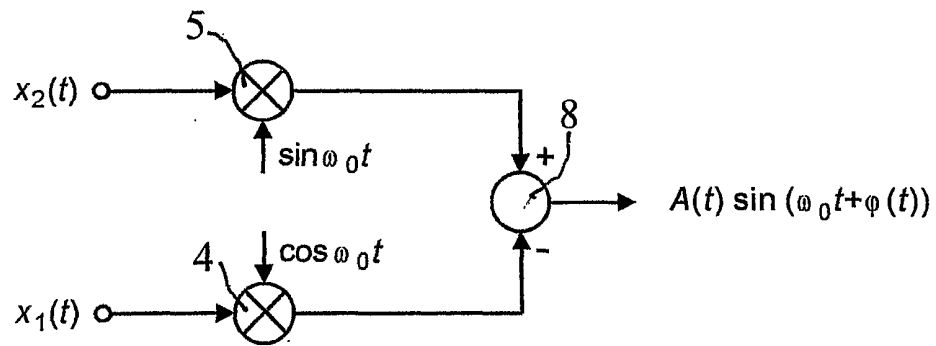 5
x₂(t)
sin ω₀t
8
+
A(t) sin (ω₀t+φ(t))
-
cos ω₀t
4
x₁(t)